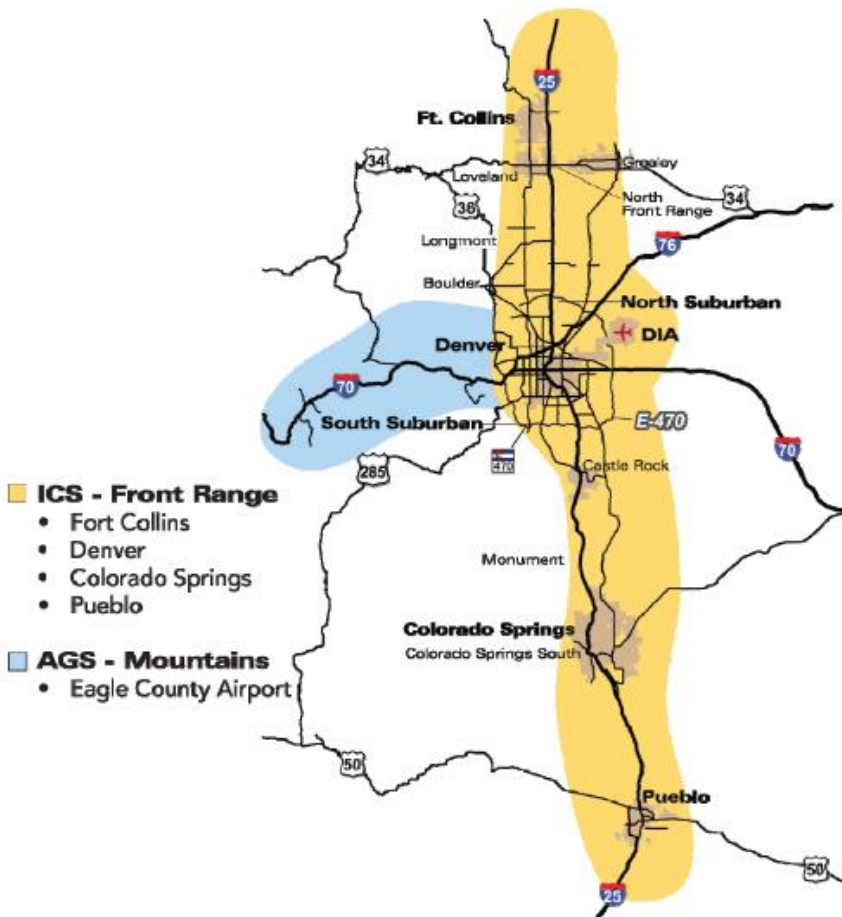 25
Ft. Collins
34
Greeley
Loveland
North
Front Range
34
36
Longmont
76
Boulder
North Suburban
DIA
Denver
70
South Suburban
E-470
470
70
Castle Rock
285
ICS - Front Range
• Fort Collins
• Denver
• Colorado Springs
• Pueblo
Monument
Colorado Springs
Colorado Springs South
AGS - Mountains
• Eagle County Airport
50
Pueblo
50
25